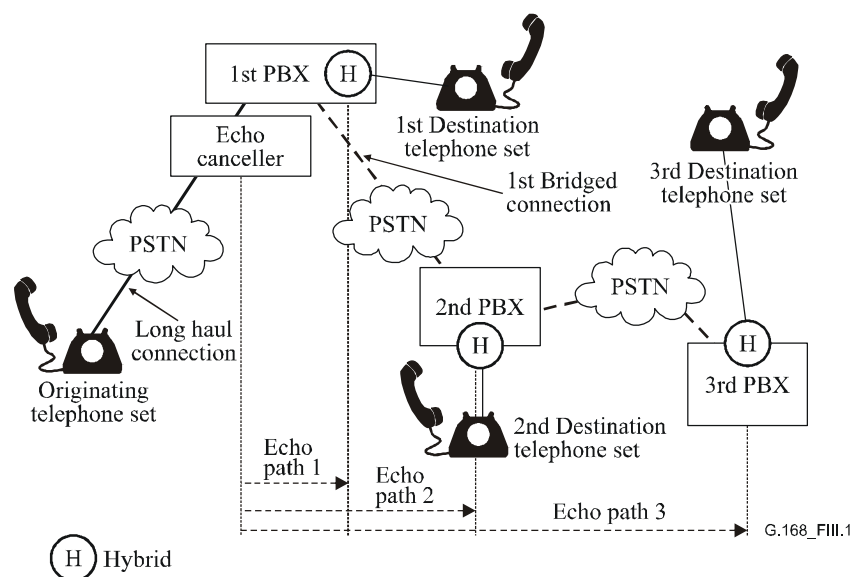 1st PBX
H
Echo
canceller
1st Destination
telephone set
1st Bridged
connection
3rd Destination
telephone set
PSTN
PSTN
PSTN
Long haul
connection
Originating
telephone set
2nd PBX
H
H
3rd PBX
2nd Destination
telephone set
Echo
path 1
Echo
path 2
Echo path 3
G.168_FIII.1
H Hybrid